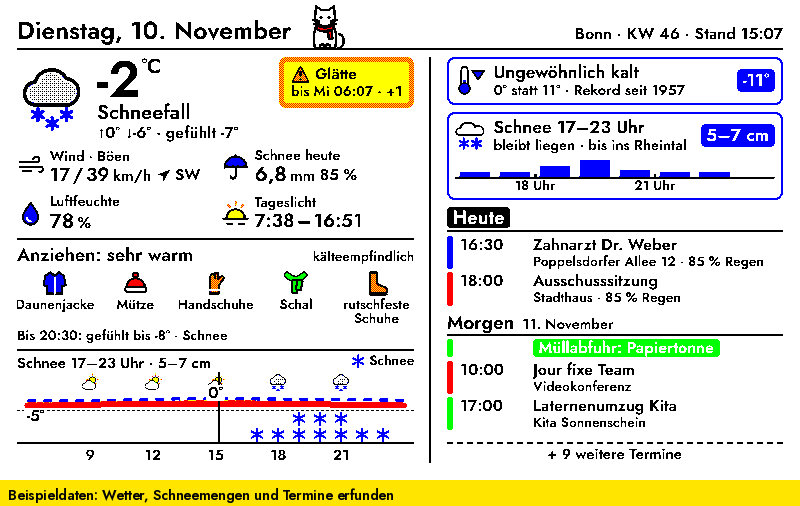 Dienstag, 10. November
Bonn · KW 46 · Stand 15:07
-2°C
Schneefall
↑0° ↓-6° · gefühlt -7°
Glätte
bis Mi 06:07 · +1
Wind · Böen
17 / 39 km/h ➤ SW
Schnee heute
6,8 mm 85 %
Luftfeuchte
78 %
Tageslicht
7:38 – 16:51
Anziehen: sehr warm
kälteempfindlich
Daunenjacke
Mütze
Handschuhe
Schal
rutschfeste
Schuhe
Bis 20:30: gefühlt bis -8° · Schnee
Schnee 17–23 Uhr · 5–7 cm
Schnee
0°
-5°
9 12 15 18 21
Ungewöhnlich kalt
0° statt 11° · Rekord seit 1957
-11°
Schnee 17–23 Uhr
bleibt liegen · bis ins Rheintal
5–7 cm
18 Uhr 21 Uhr
Heute
16:30 Zahnarzt Dr. Weber
Poppelsdorfer Allee 12 · 85 % Regen
18:00 Ausschusssitzung
Stadthaus · 85 % Regen
Morgen 11. November
Müllabfuhr: Papiertonne
10:00 Jour fixe Team
Videokonferenz
17:00 Laternenumzug Kita
Kita Sonnenschein
+ 9 weitere Termine
Beispieldaten: Wetter, Schneemengen und Termine erfunden